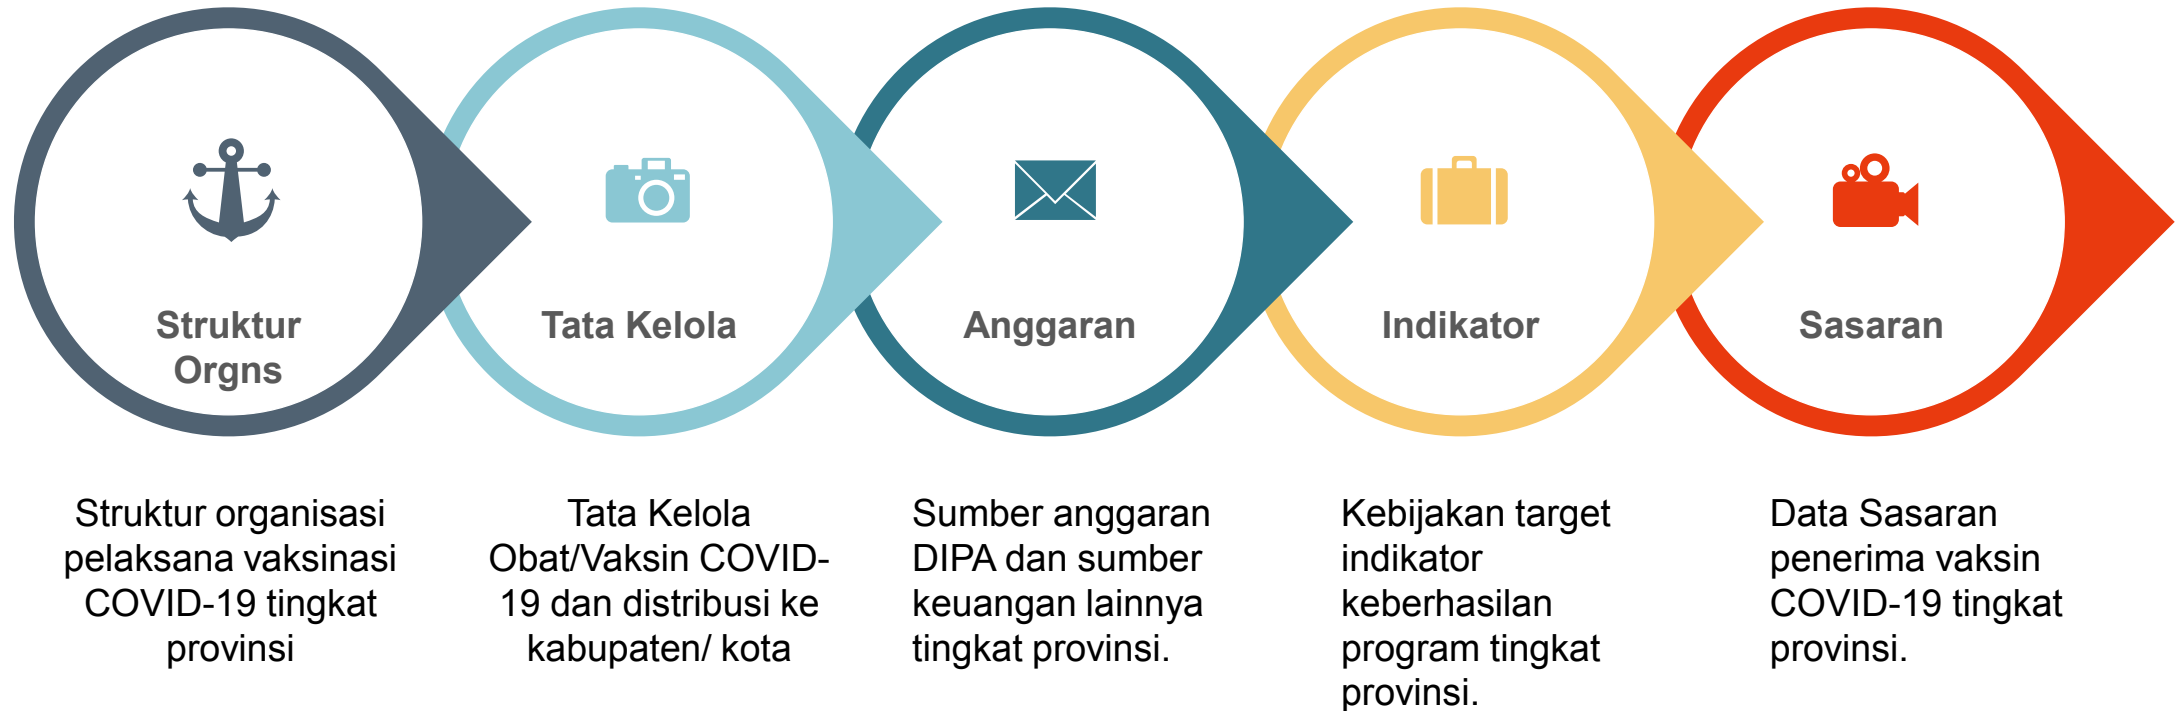 Struktur
Orgns
Tata Kelola
Anggaran
Indikator
Sasaran
Struktur organisasi
pelaksana vaksinasi
COVID-19 tingkat
provinsi
Tata Kelola
Obat/Vaksin COVID-
19 dan distribusi ke
kabupaten/ kota
Sumber anggaran
DIPA dan sumber
keuangan lainnya
tingkat provinsi.
Kebijakan target
indikator
keberhasilan
program tingkat
provinsi.
Data Sasaran
penerima vaksin
COVID-19 tingkat
provinsi.